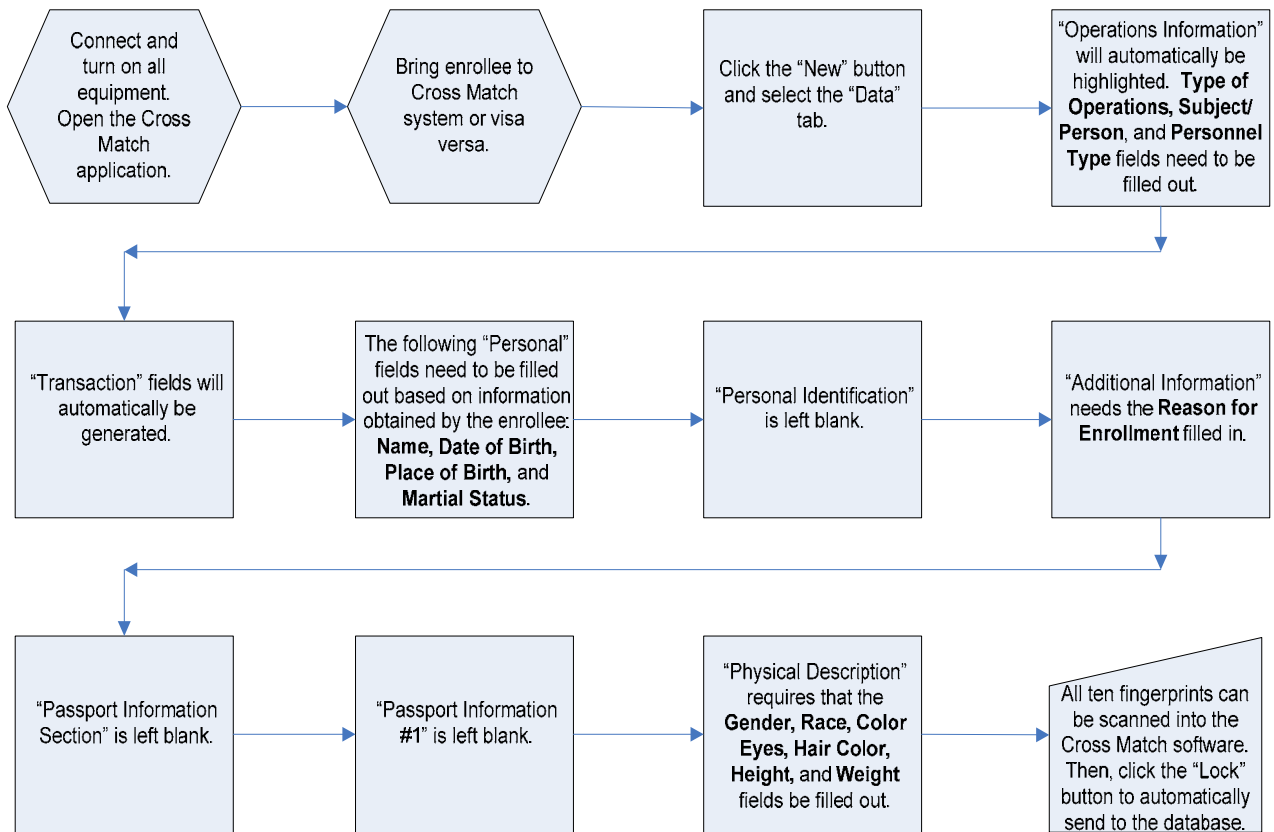 Connect and
turn on all
equipment.
Open the Cross
Match
application.
Bring enrollee to
Cross Match
system or visa
versa.
Click the “New” button
and select the “Data”
tab.
“Operations Information”
will automatically be
highlighted. Type of
Operations, Subject/
Person, and Personnel
Type fields need to be
filled out.
“Transaction” fields will
automatically be
generated.
The following “Personal”
fields need to be filled
out based on information
obtained by the enrollee:
Name, Date of Birth,
Place of Birth, and
Martial Status.
“Personal Identification”
is left blank.
“Additional Information”
needs the Reason for
Enrollment filled in.
“Passport Information
Section” is left blank.
“Passport Information
#1” is left blank.
“Physical Description”
requires that the
Gender, Race, Color
Eyes, Hair Color,
Height, and Weight
fields be filled out.
All ten fingerprints can
be scanned into the
Cross Match software.
Then, click the “Lock”
button to automatically
send to the database.